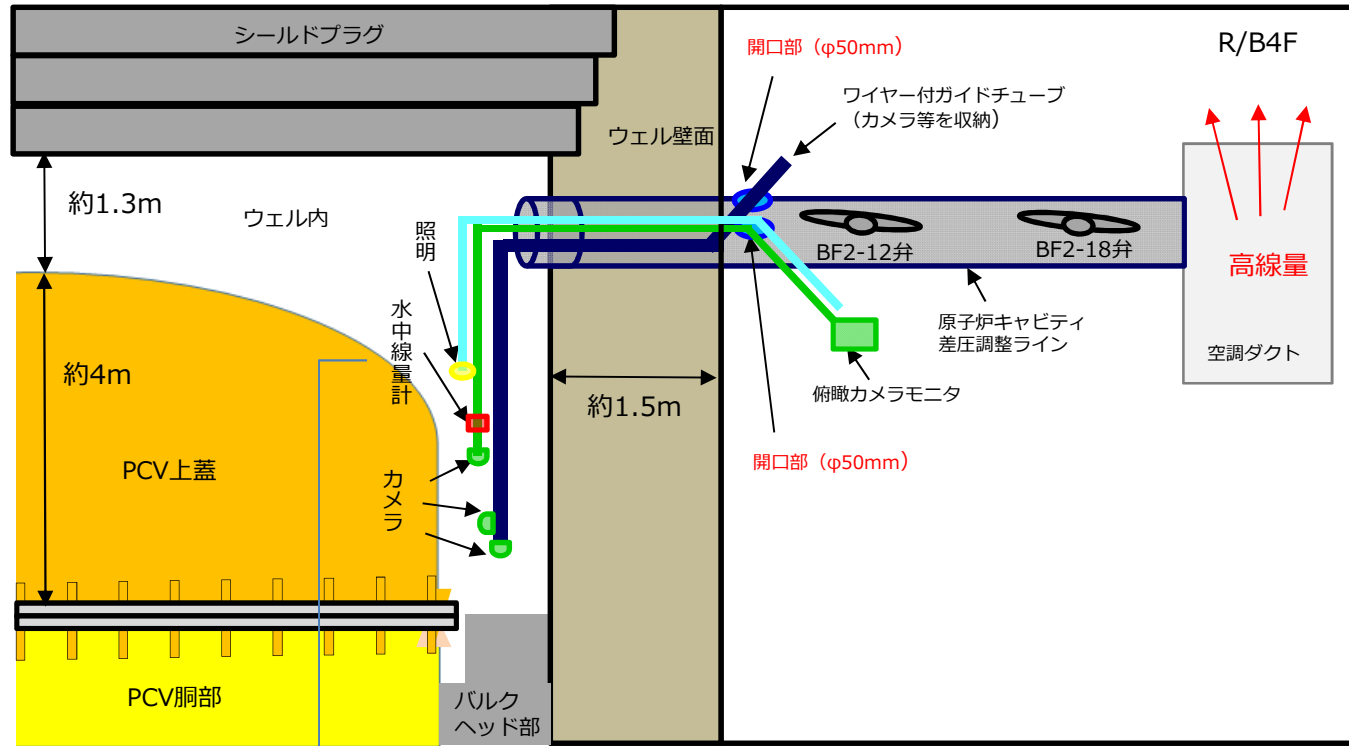 シールドプラグ
開口部（φ50mm）
R/B4F
ワイヤー付ガイドチューブ
（カメラ等を収納）
ウェル壁面
約1.3m
ウェル内
照明
BF2-12弁
BF2-18弁
高線量
水中線量計
原子炉キャビティ
差圧調整ライン
空調ダクト
約4m
俯瞰カメラモニタ
約1.5m
PCV上蓋
カメラ
開口部（φ50mm）
PCV胴部
バルク
ヘッド部